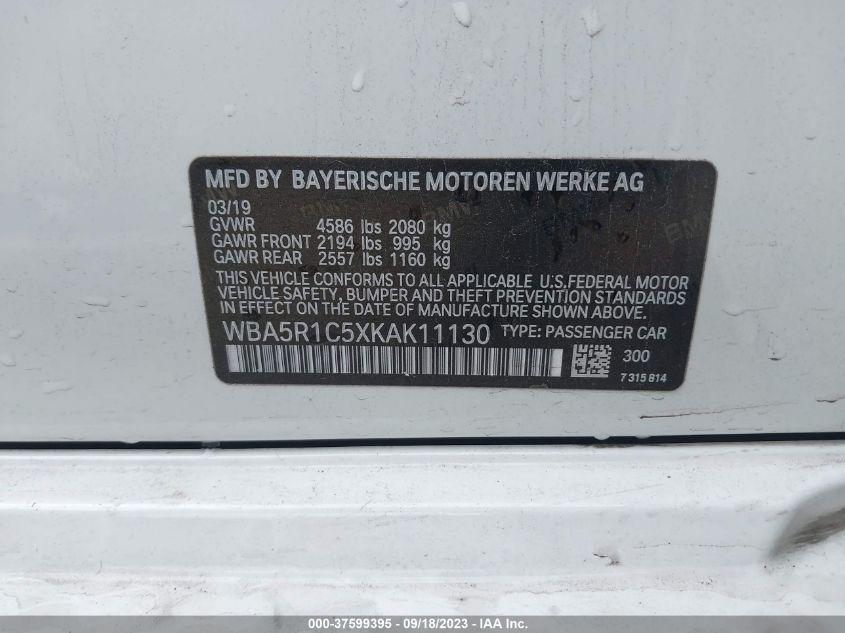 MFD BY BAYERISCHE MOTOREN WERKE AG
03/19
GVWR 4586 lbs 2080 kg
GAWR FRONT 2194 lbs 995 kg
GAWR REAR 2557 lbs 1160 kg
THIS VEHICLE CONFORMS TO ALL APPLICABLE U.S.FEDERAL MOTOR
VEHICLE SAFETY, BUMPER AND THEFT PREVENTION STANDARDS
IN EFFECT ON THE DATE OF MANUFACTURE SHOWN ABOVE.
WBA5R1C5XKAK11130 TYPE: PASSENGER CAR
300
7315814
000-37599395 - 09/18/2023 - IAA Inc.